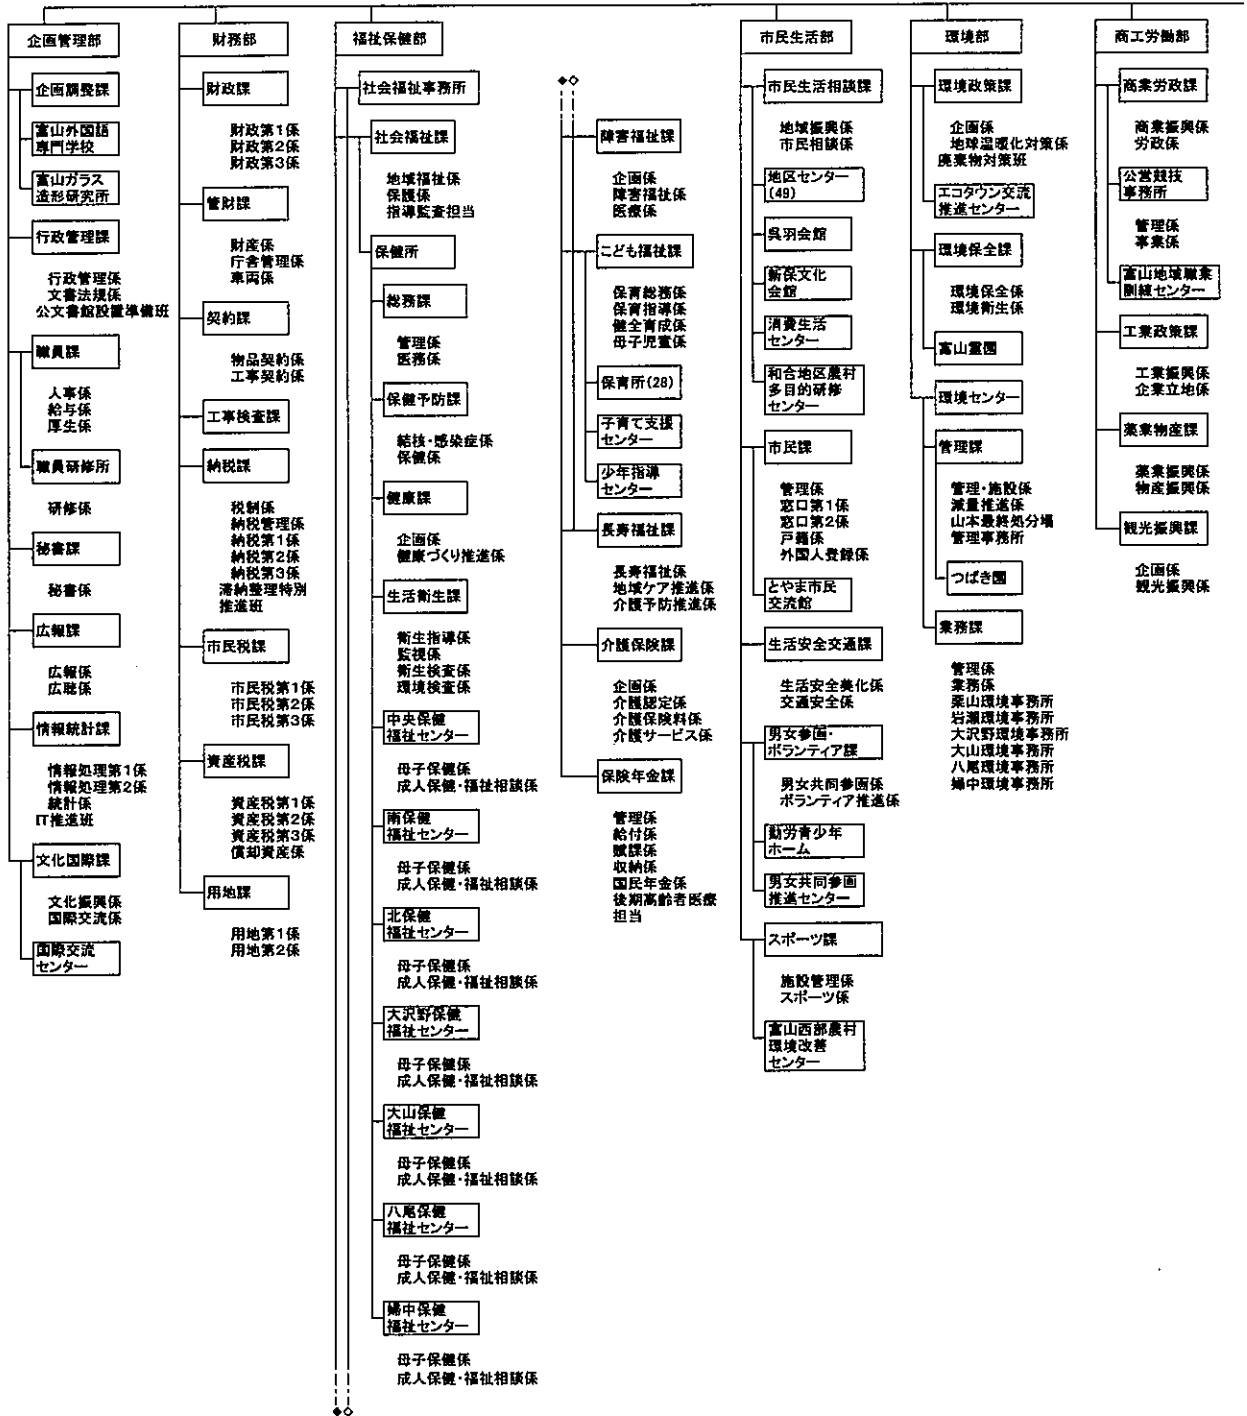 企画管理部
企画調整課
富山外国語
専門学校
富山ガラス
造形研究所
行政管理課
行政管理係
文書法規係
公文書館設置準備班
職員課
人事係
給与係
厚生係
職員研修所
研修係
秘書課
秘書係
広報課
広報係
広聴係
情報統計課
情報処理第1係
情報処理第2係
統計係
IT推進班
文化国際課
文化振興係
国際交流係
国際交流
センター
財務部
財政課
財政第1係
財政第2係
財政第3係
管財課
財産係
庁舎管理係
車両係
契約課
物品契約係
工事契約係
工事検査課
納税課
税制係
納税管理係
納税第1係
納税第2係
納税第3係
滞納整理特別
推進班
市民税課
市民税第1係
市民税第2係
市民税第3係
資産税課
資産税第1係
資産税第2係
資産税第3係
償却資産係
用地課
用地第1係
用地第2係
福祉保健部
社会福祉事務所
社会福祉課
地域福祉係
保護係
指導監査担当
保健所
総務課
管理係
医務係
保健予防課
結核・感染症係
保健係
健康課
企画係
健康づくり推進係
生活衛生課
衛生指導係
監視係
衛生検査係
環境検査係
中央保健
福祉センター
母子保健係
成人保健・福祉相談係
南保健
福祉センター
母子保健係
成人保健・福祉相談係
北保健
福祉センター
母子保健係
成人保健・福祉相談係
大沢野保健
福祉センター
母子保健係
成人保健・福祉相談係
大山保健
福祉センター
母子保健係
成人保健・福祉相談係
八尾保健
福祉センター
母子保健係
成人保健・福祉相談係
婦中保健
福祉センター
母子保健係
成人保健・福祉相談係
障害福祉課
企画係
障害福祉係
医療係
こども福祉課
保育総務係
保育指導係
健全育成係
母子児童係
保育所(28)
子育て支援
センター
少年指導
センター
長寿福祉課
長寿福祉係
地域ケア推進係
介護予防推進係
介護保険課
企画係
介護認定係
介護保険料係
介護サービス係
保険年金課
管理係
給付係
賦課係
収納係
国民年金係
後期高齢者医療
担当
市民生活部
市民生活相談課
地域振興係
市民相談係
地区センター
(49)
呉羽会館
新保文化
会館
消費生活
センター
和合地区農村
多目的研修
センター
市民課
管理係
窓口第1係
窓口第2係
戸籍係
外国人登録係
とやま市民
交流館
生活安全交通課
生活安全美化係
交通安全係
男女参画・
ボランティア課
男女共同参画係
ボランティア推進係
勤労青少年
ホーム
男女共同参画
推進センター
スポーツ課
施設管理係
スポーツ係
富山西部農村
環境改善
センター
環境部
環境政策課
企画係
地球温暖化対策係
廃棄物対策班
エコタウン交流
推進センター
環境保全課
環境保全係
環境衛生係
富山霊園
環境センター
管理課
管理・施設係
減量推進係
山本最終処分場
管理事務所
つばき園
業務課
管理係
業務係
栗山環境事務所
岩瀬環境事務所
大沢野環境事務所
大山環境事務所
八尾環境事務所
婦中環境事務所
商工労働部
商業労政課
商業振興係
労政係
公営競技
事務所
管理係
事業係
富山地域職業
訓練センター
工業政策課
工業振興係
企業立地係
薬業物産課
薬業振興係
物産振興係
観光振興課
企画係
観光振興係